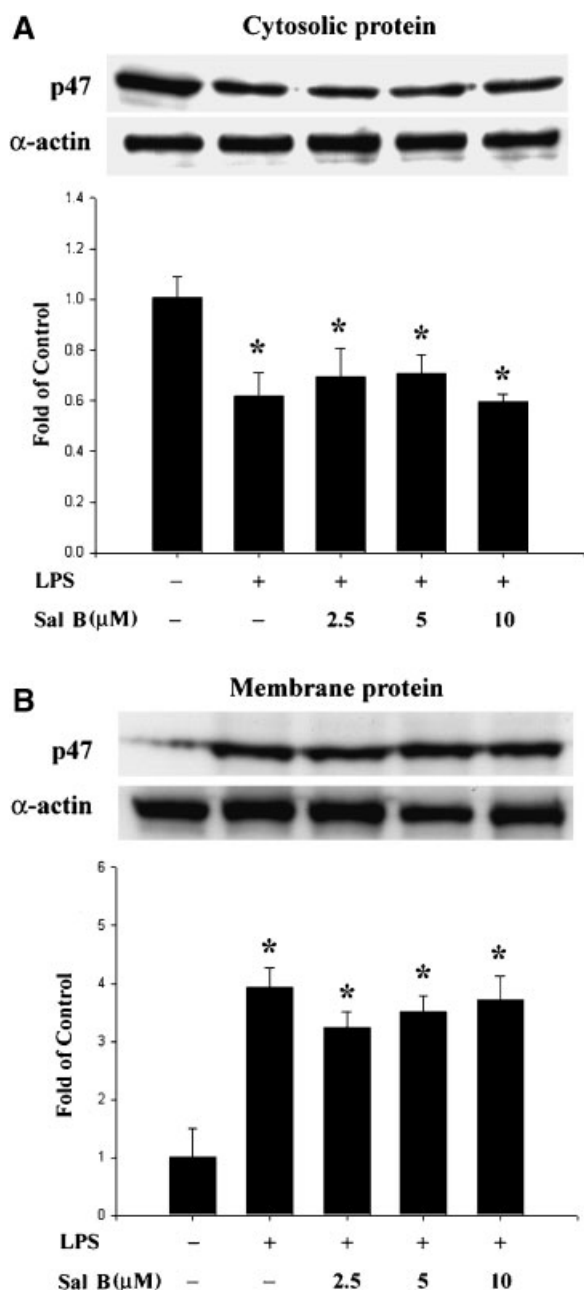 A
Cytosolic protein
p47
α-actin
1.4
1.2
1.0
0.8
0.6
0.4
0.2
0.0
Fold of Control
* * * *
LPS – + + + +
Sal B(μM) – – 2.5 5 10
B
Membrane protein
p47
α-actin
6
5
4
3
2
1
0
Fold of Control
* * * *
LPS – + + + +
Sal B(μM) – – 2.5 5 10